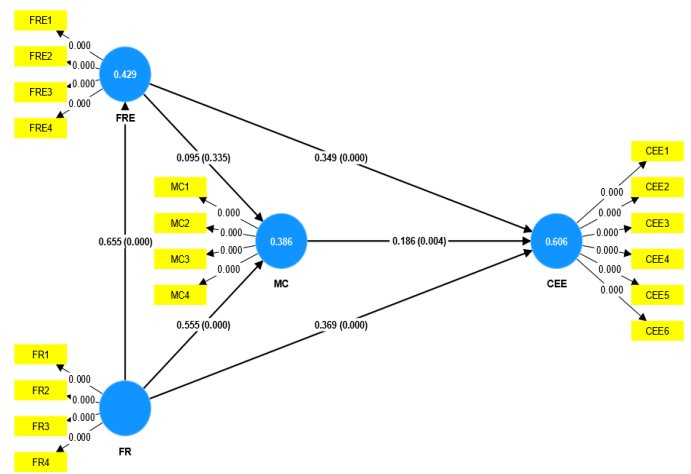 FRE1
0.000
FRE2
0.000
FRE3
0.000
FRE4
0.000
0.429
FRE
0.095 (0.335)
0.349 (0.000)
MC1
0.000
MC2
0.000
MC3
0.000
MC4
0.000
0.386
MC
0.655 (0.000)
0.186 (0.004)
0.555 (0.000)
0.369 (0.000)
CEE1
0.000
CEE2
0.000
CEE3
0.000
CEE4
0.000
CEE5
0.000
CEE6
0.000
0.606
CEE
FR1
0.000
FR2
0.000
FR3
0.000
FR4
0.000
FR